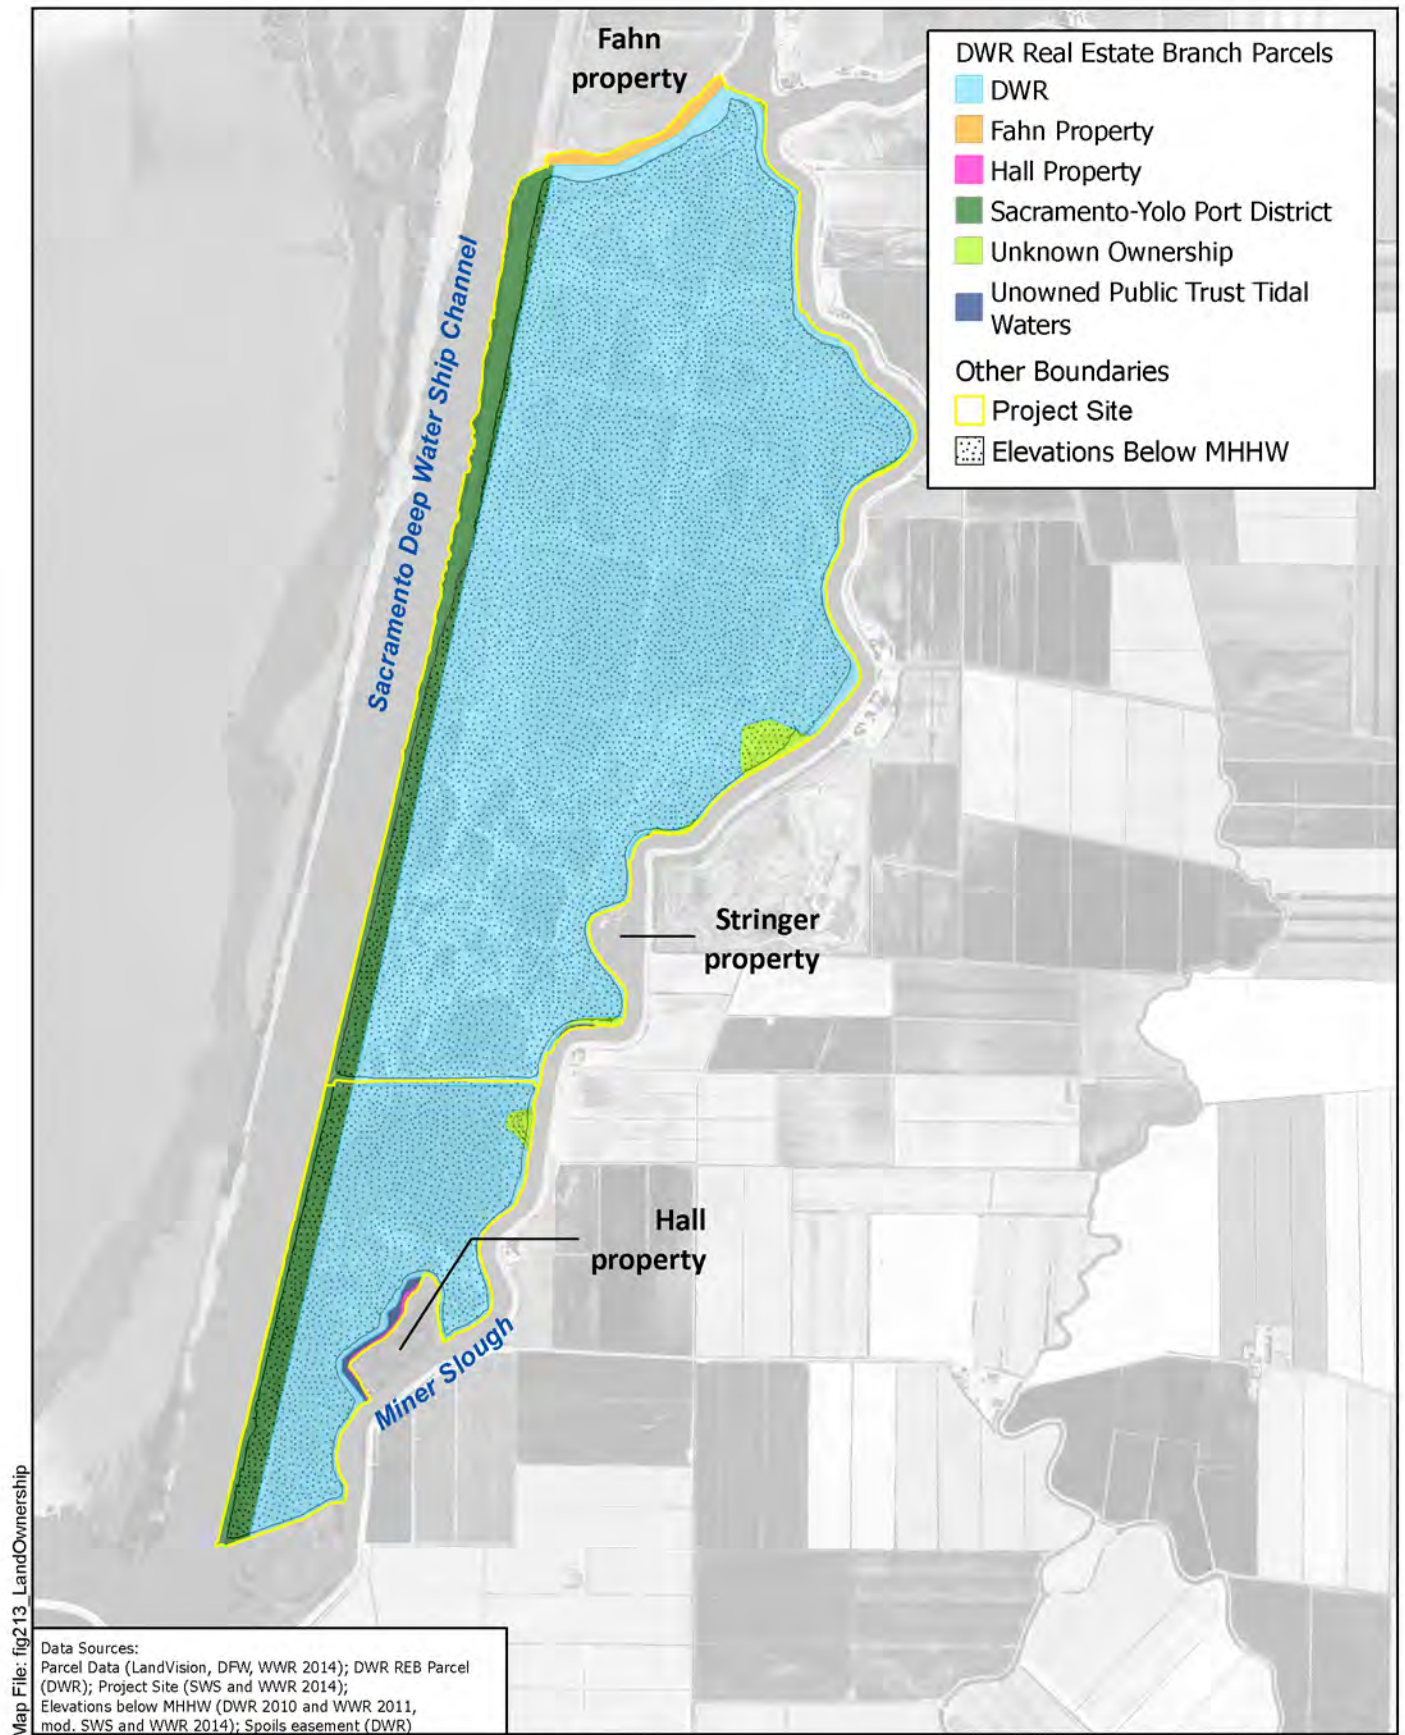 Fahn
property
DWR Real Estate Branch Parcels
DWR
Fahn Property
Hall Property
Sacramento-Yolo Port District
Unknown Ownership
Unowned Public Trust Tidal
Waters
Other Boundaries
Project Site
Elevations Below MHHW
Sacramento Deep Water Ship Channel
Stringer
property
Hall
property
Miner Slough
Map File: fig213_LandOwnership
Data Sources:
Parcel Data (LandVision, DFW, WWR 2014); DWR REB Parcel
(DWR); Project Site (SWS and WWR 2014);
Elevations below MHHW (DWR 2010 and WWR 2011,
mod. SWS and WWR 2014); Spoils easement (DWR)